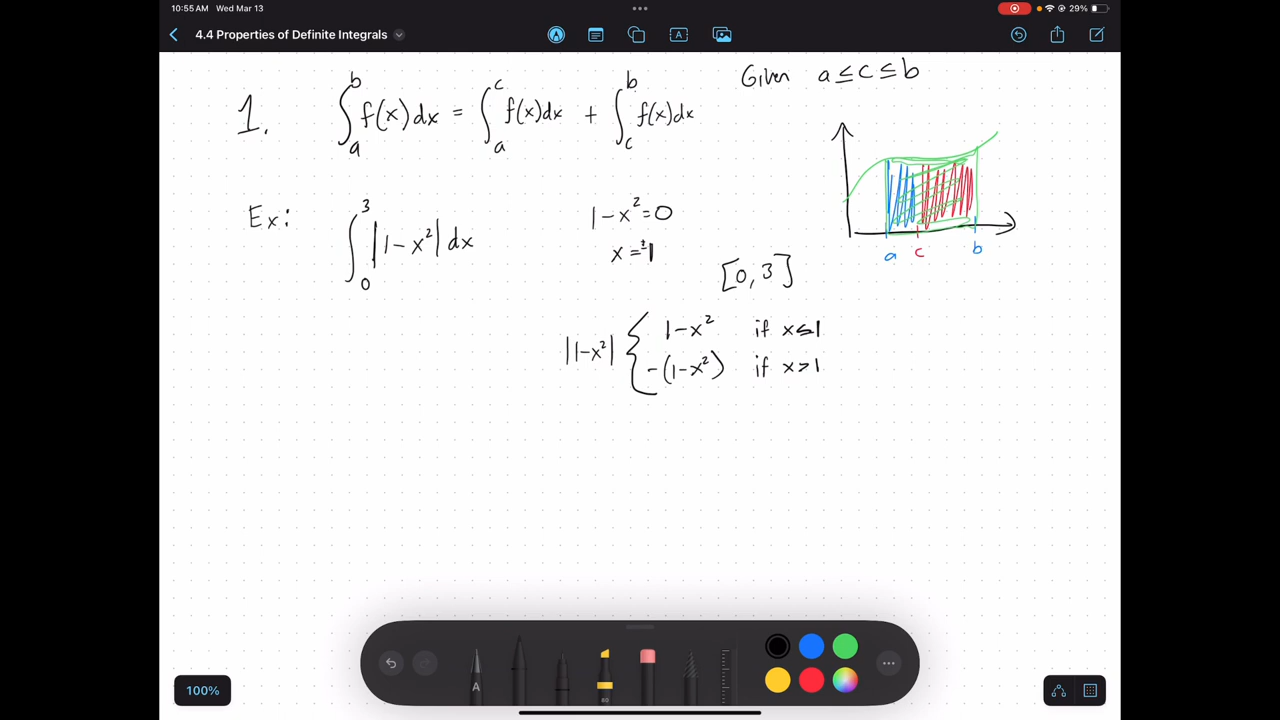 10:55 AM Wed Mar 13 29%
4.4 Properties of Definite Integrals
Given a ≤ c ≤ b
1. ∫_a^b f(x) dx = ∫_a^c f(x)dx + ∫_c^b f(x)dx
a c b
Ex: ∫_0^3 |1-x²| dx
1-x²=0
x = ±1
[0,3]
|1-x²| { 1-x² if x≤1
-(1-x²) if x>1
A 80
100%